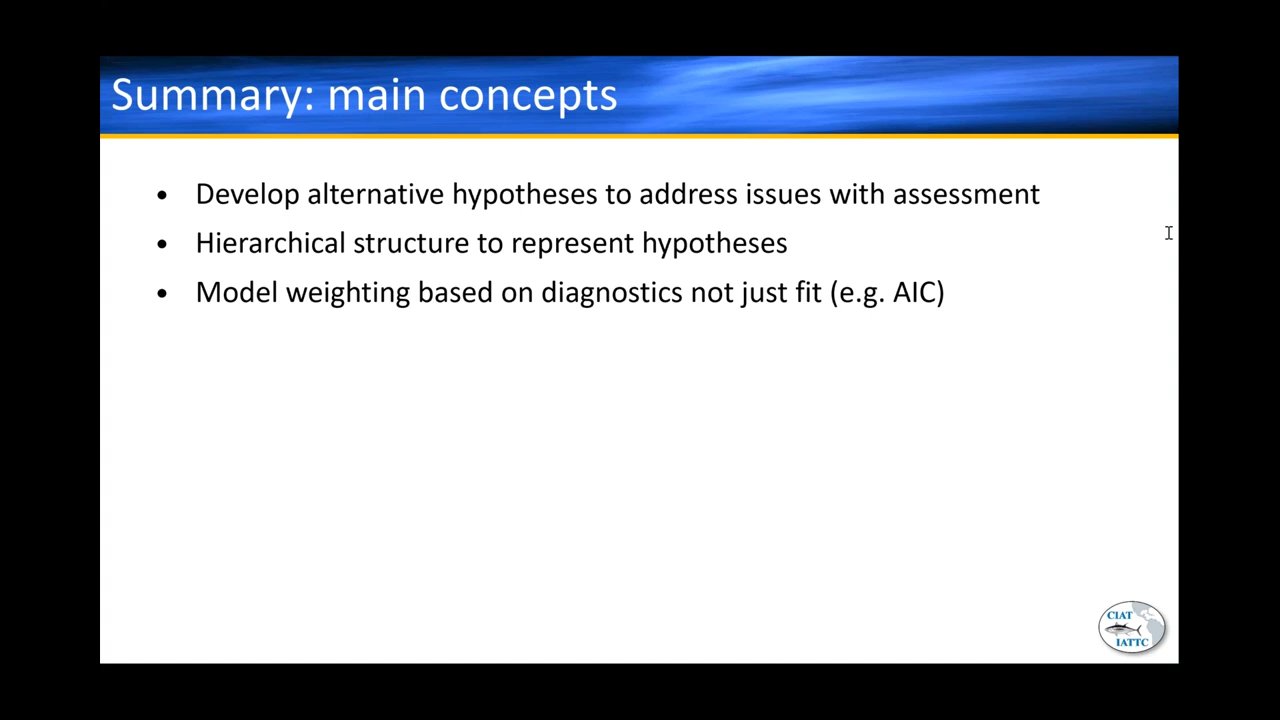 Summary: main concepts
• Develop alternative hypotheses to address issues with assessment
• Hierarchical structure to represent hypotheses
• Model weighting based on diagnostics not just fit (e.g. AIC)
CIAT
IATTC